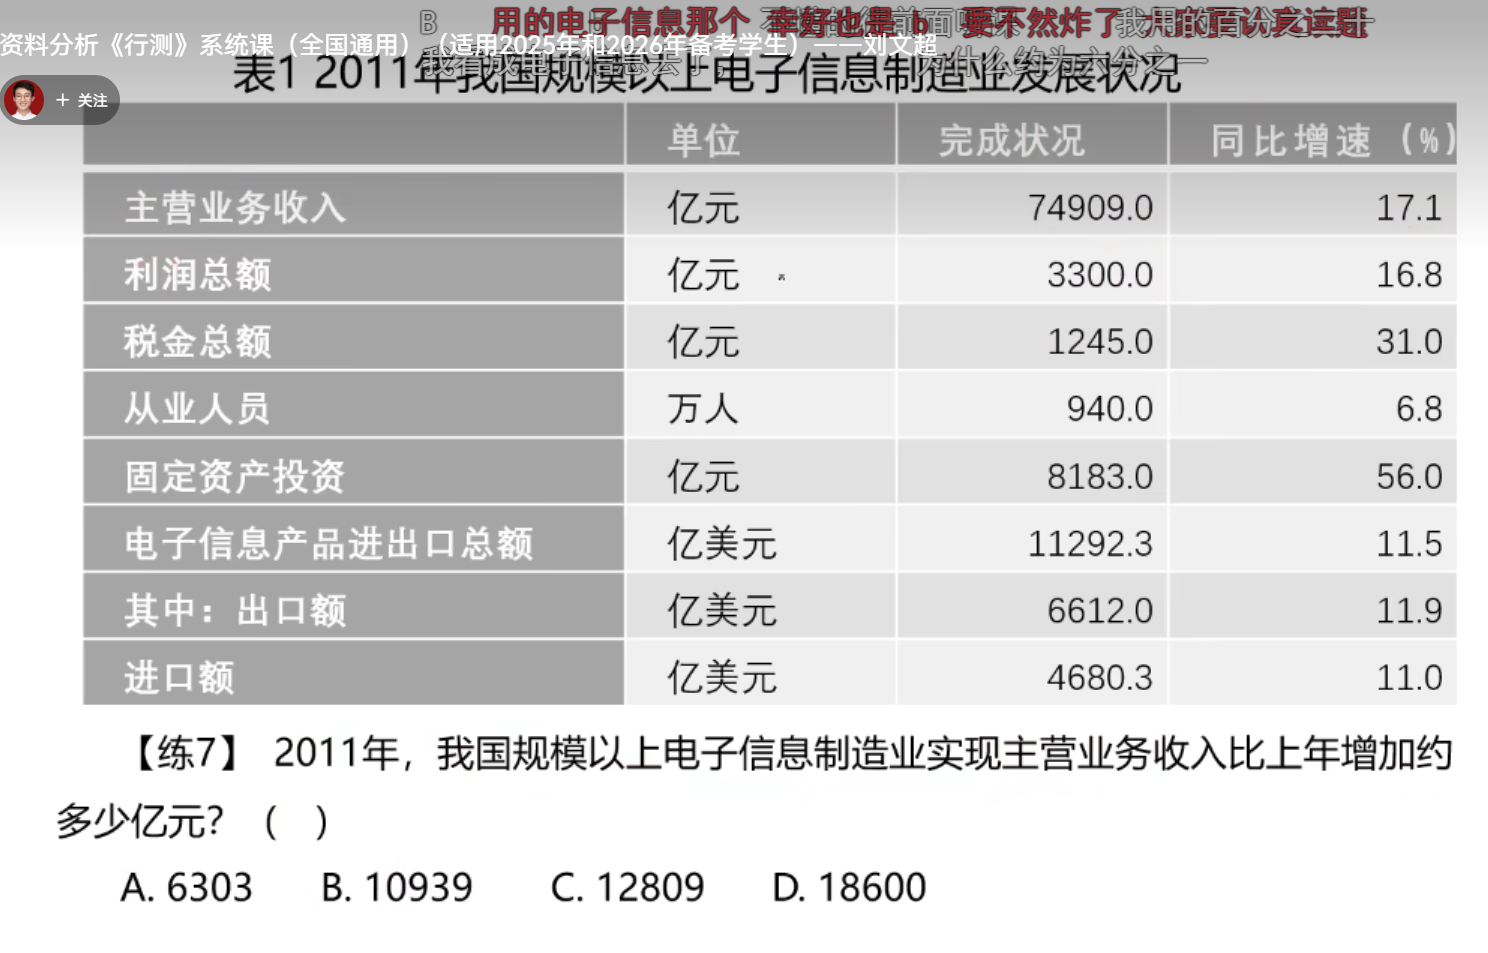 B 用的电子信息那个 幸好也是 b 要不然炸了
资料分析《行测》系统课（全国通用）（适用2025年和2026年备考学生）——刘文超
为什么约为六分之一
表1 2011年我国规模以上电子信息制造业发展状况
+ 关注
单位 完成状况 同比增速（%）
主营业务收入 亿元 74909.0 17.1
利润总额 亿元 3300.0 16.8
税金总额 亿元 1245.0 31.0
从业人员 万人 940.0 6.8
固定资产投资 亿元 8183.0 56.0
电子信息产品进出口总额 亿美元 11292.3 11.5
其中：出口额 亿美元 6612.0 11.9
进口额 亿美元 4680.3 11.0
【练7】 2011年，我国规模以上电子信息制造业实现主营业务收入比上年增加约
多少亿元？（ ）
A. 6303 B. 10939 C. 12809 D. 18600